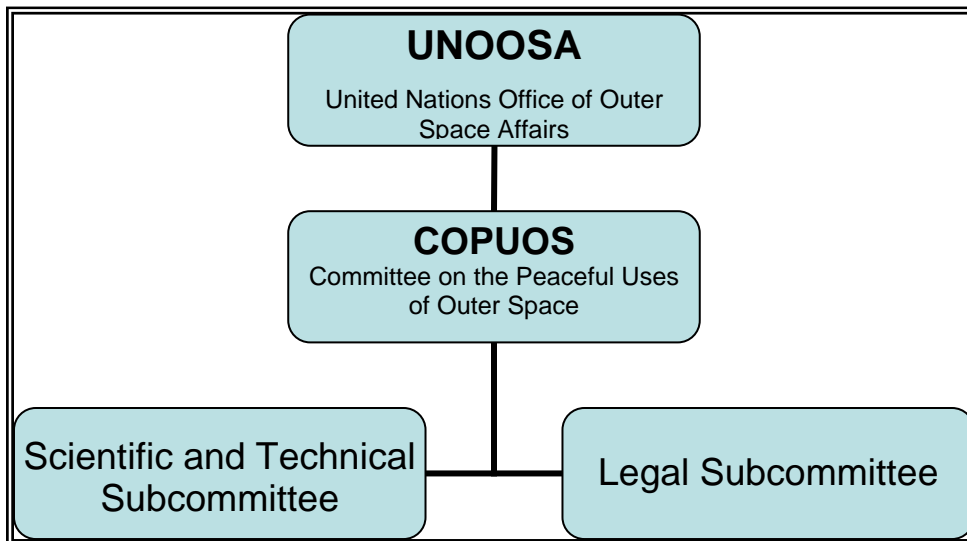 UNOOSA
United Nations Office of Outer
Space Affairs
COPUOS
Committee on the Peaceful Uses
of Outer Space
Scientific and Technical
Subcommittee
Legal Subcommittee